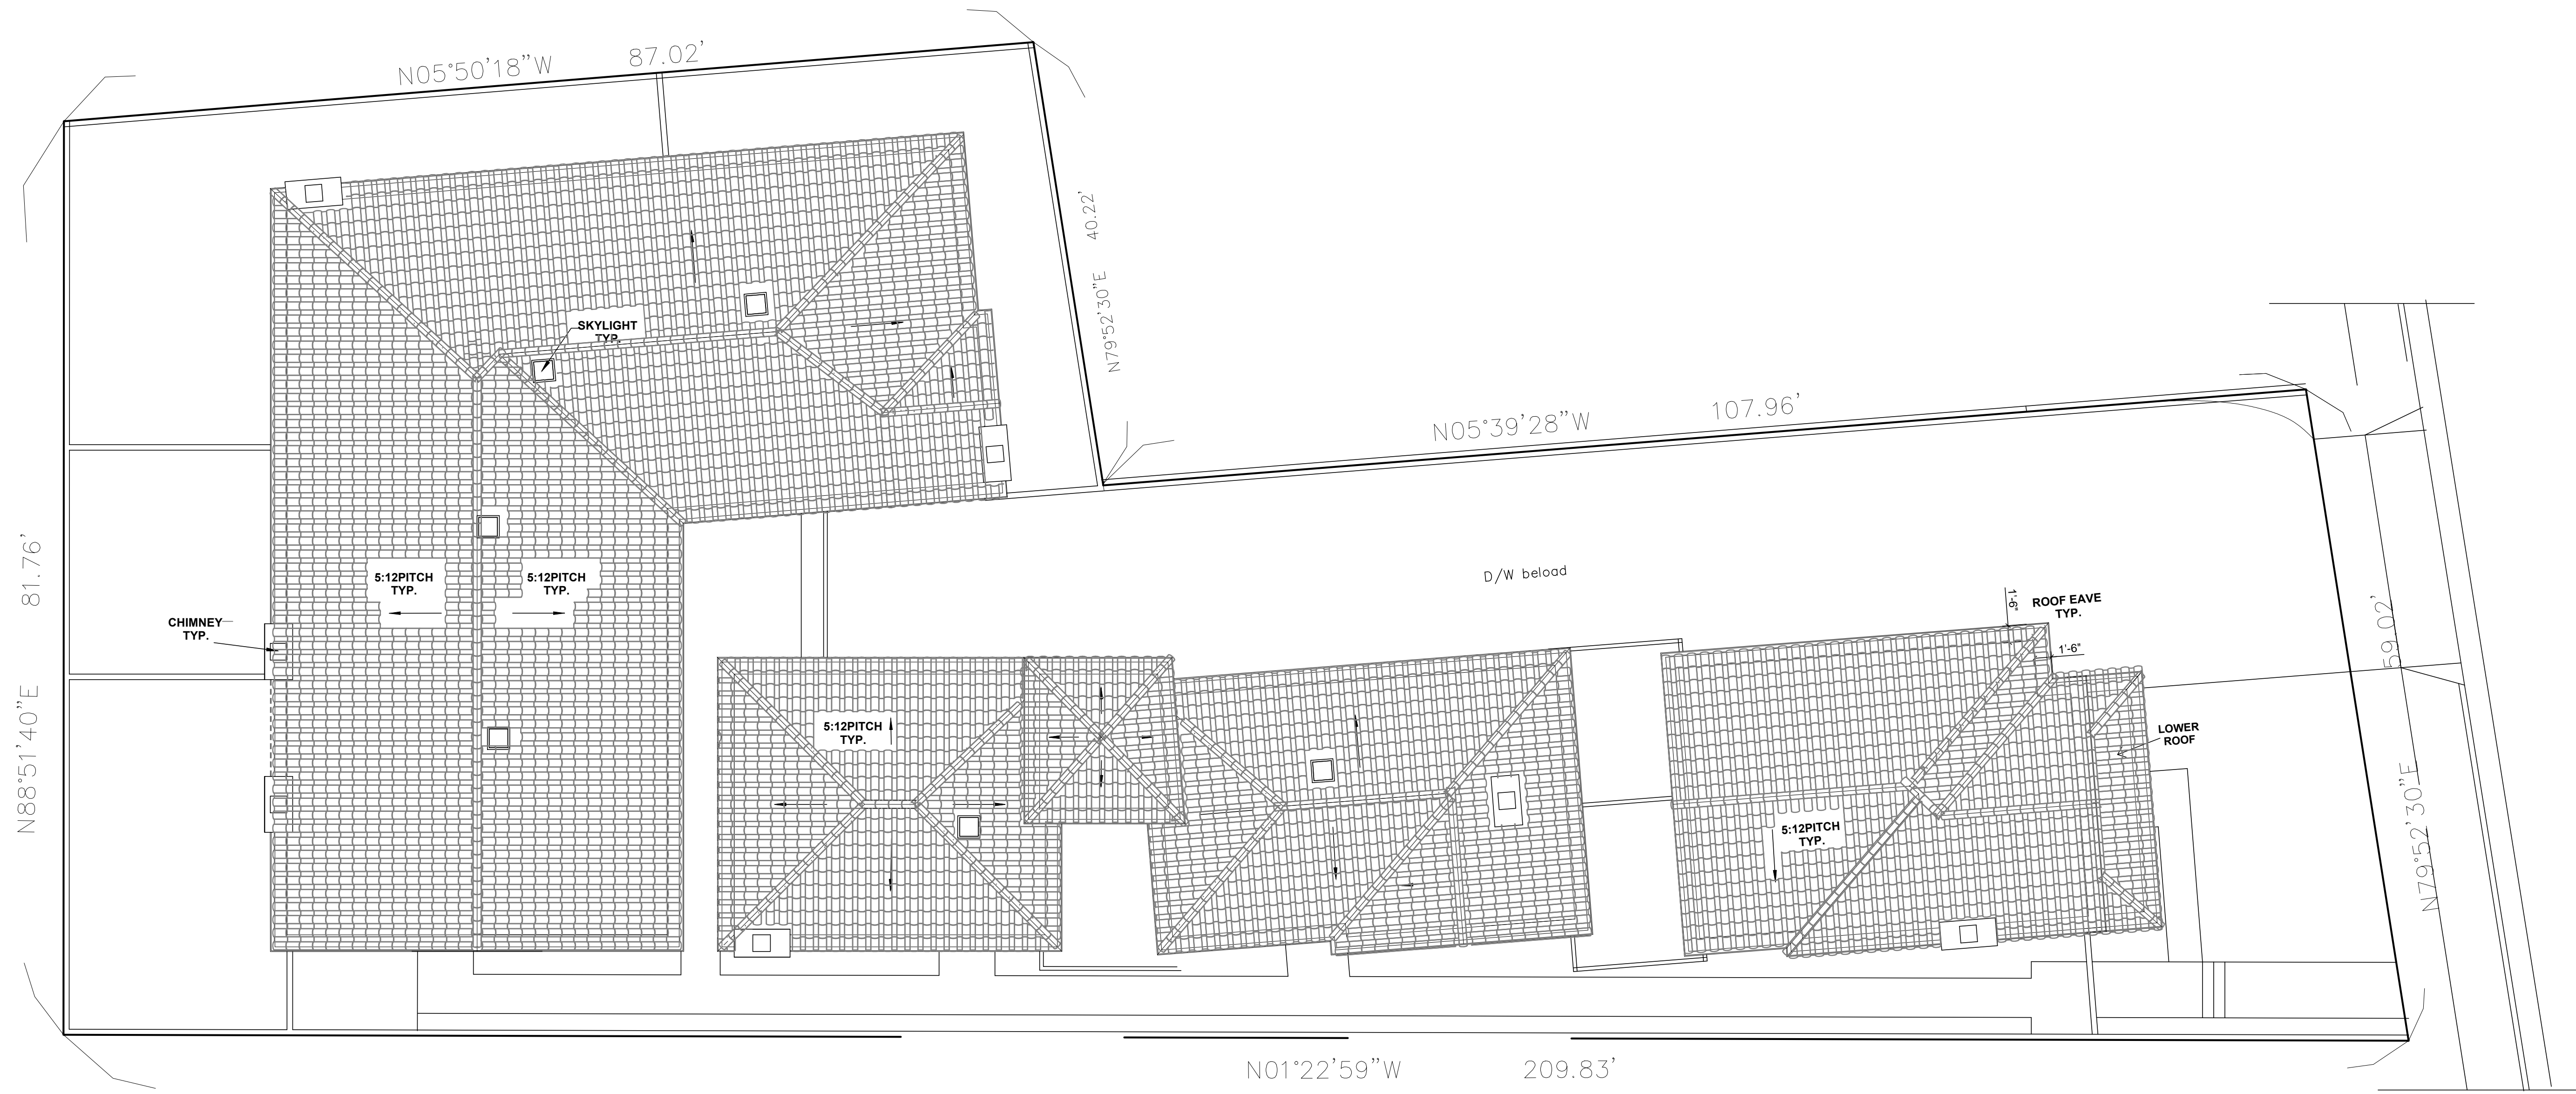 N05°50'18"W 87.02'
N79°52'30"E 40.22'
SKYLIGHT
TYP.
N05°39'28"W 107.96'
N88°51'40"E 81.76'
5:12PITCH
TYP.
5:12PITCH
TYP.
CHIMNEY
TYP.
D/W beload
1'-6"
ROOF EAVE
TYP.
1'-6"
59.02'
5:12PITCH
TYP.
LOWER
ROOF
5:12PITCH
TYP.
N79°52'30"E
N01°22'59"W 209.83'